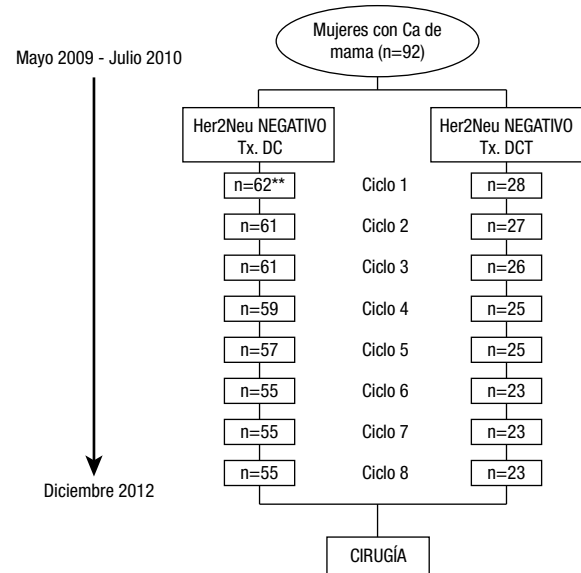 Mujeres con Ca de
mama (n=92)
Mayo 2009 - Julio 2010
Her2Neu NEGATIVO
Tx. DC
Her2Neu NEGATIVO
Tx. DCT
n=62** Ciclo 1 n=28
n=61 Ciclo 2 n=27
n=61 Ciclo 3 n=26
n=59 Ciclo 4 n=25
n=57 Ciclo 5 n=25
n=55 Ciclo 6 n=23
n=55 Ciclo 7 n=23
n=55 Ciclo 8 n=23
Diciembre 2012
CIRUGÍA